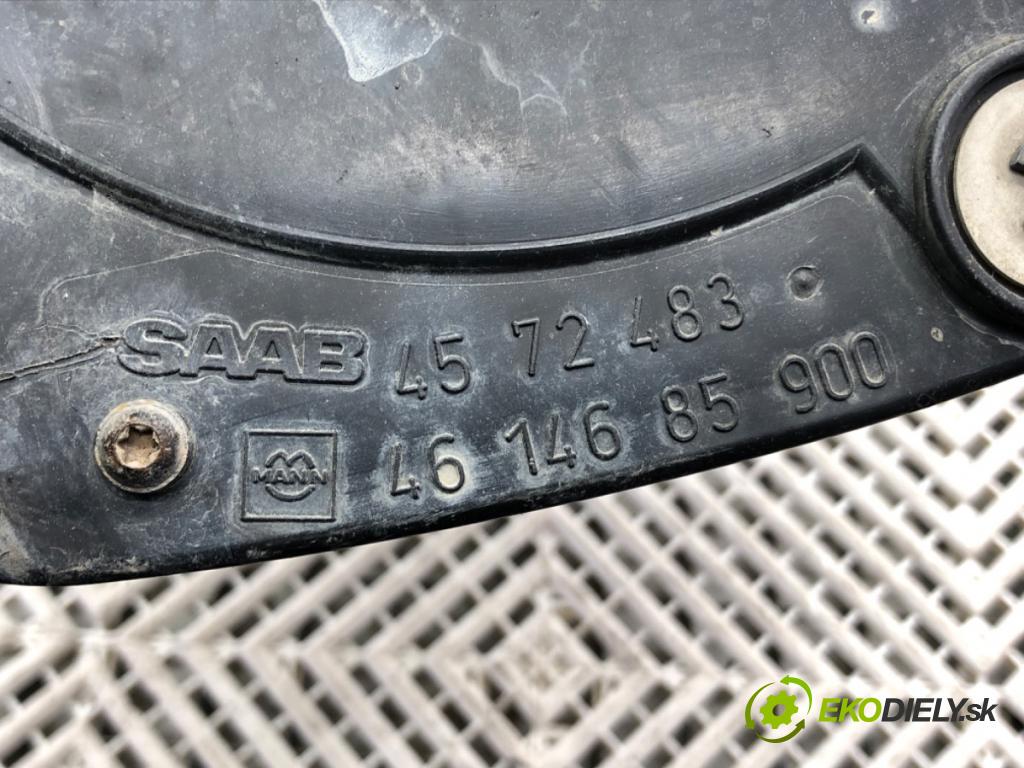 SAAB 45 72 483
MANN 46 146 85 900
EKODIELY.sk